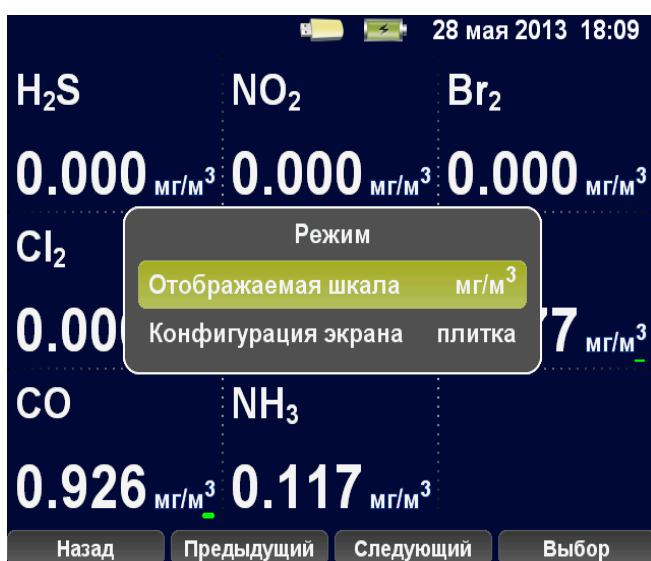 28 мая 2013 18:09
H₂S NO₂ Br₂
0.000 мг/м³ 0.000 мг/м³ 0.000 мг/м³
Cl₂
Режим
Отображаемая шкала мг/м³
Конфигурация экрана плитка
0.00 7 мг/м³
CO NH₃
0.926 мг/м³ 0.117 мг/м³
Назад Предыдущий Следующий Выбор